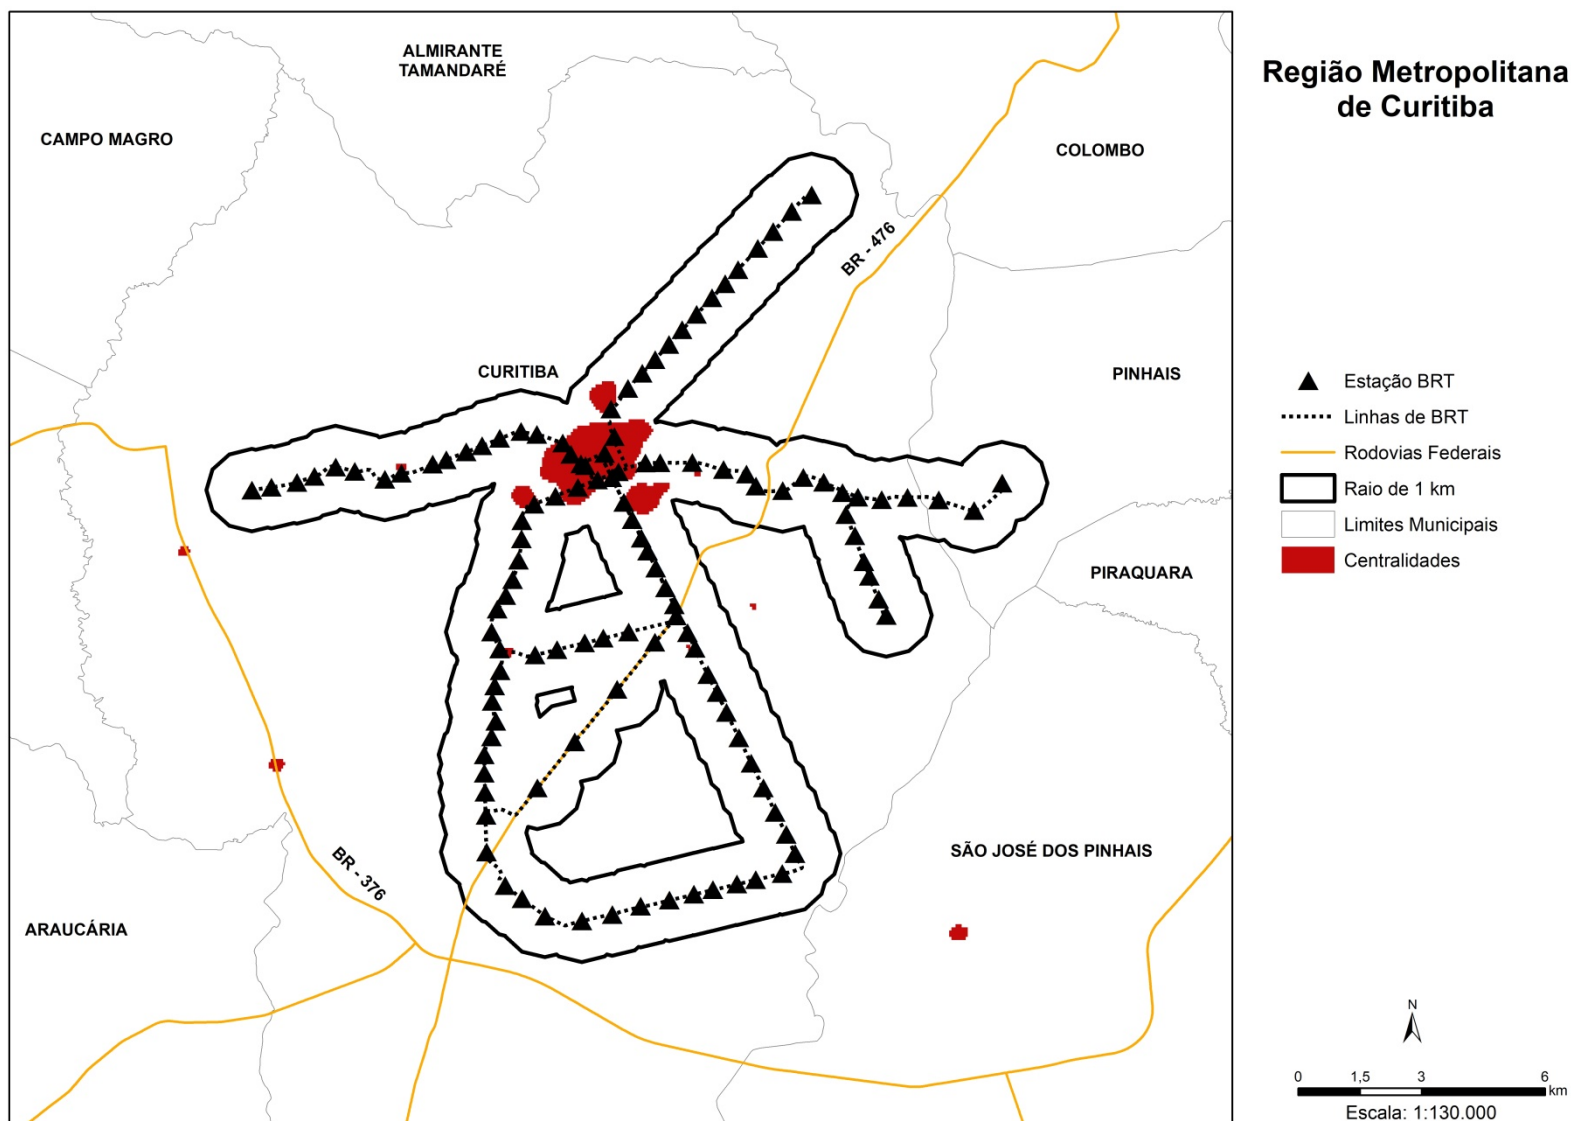 ALMIRANTE
TAMANDARÉ
CAMPO MAGRO
COLOMBO
BR - 476
CURITIBA
PINHAIS
PIRAQUARA
SÃO JOSÉ DOS PINHAIS
BR - 376
ARAUCÁRIA
Região Metropolitana
de Curitiba
Estação BRT
Linhas de BRT
Rodovias Federais
Raio de 1 km
Limites Municipais
Centralidades
N
0 1,5 3 6
km
Escala: 1:130.000